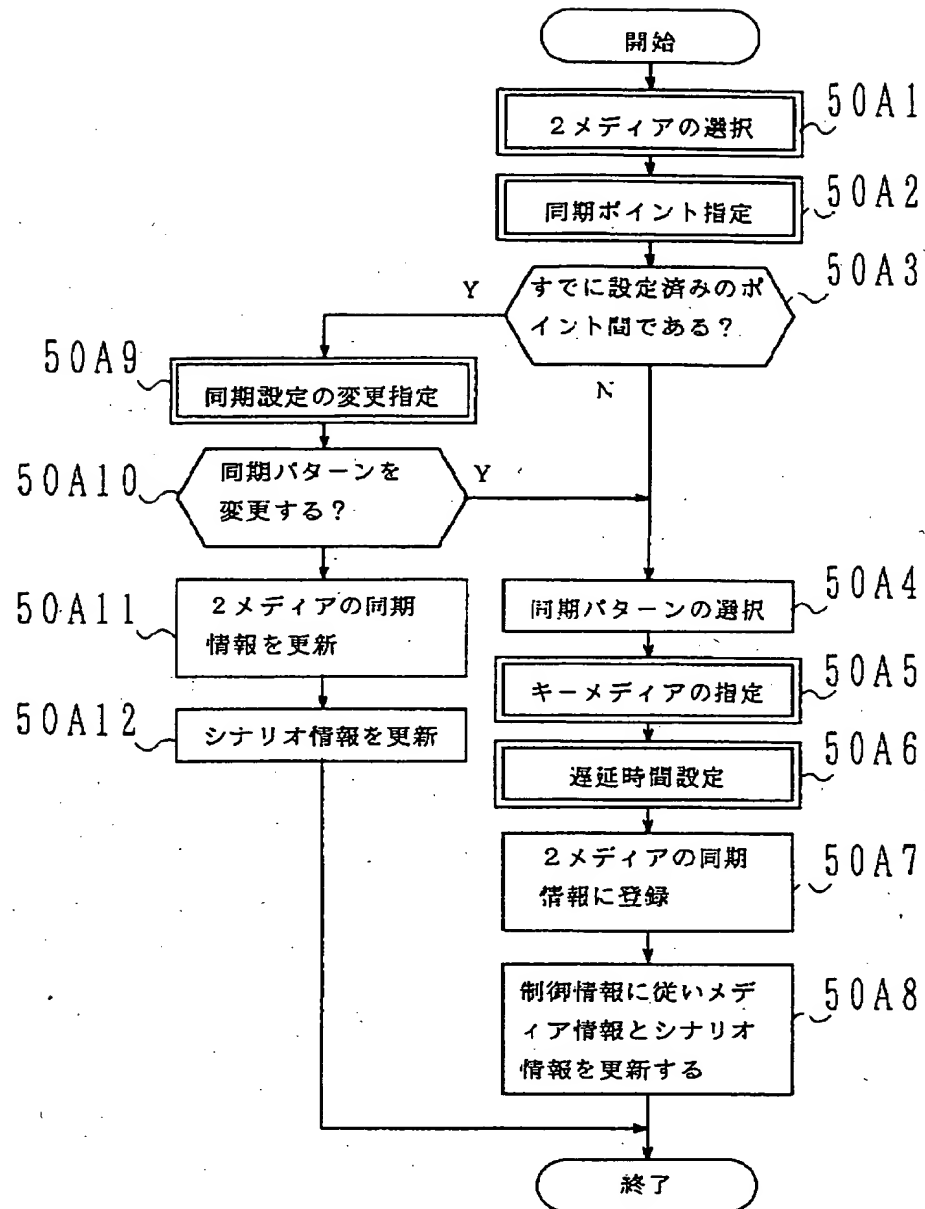 開始
2メディアの選択
50A1
同期ポイント指定
50A2
すでに設定済みのポ
イント間である?
50A3
Y
N
50A9
同期設定の変更指定
50A10
同期パターンを
変更する?
Y
50A11
2メディアの同期
情報を更新
50A12
シナリオ情報を更新
同期パターンの選択
50A4
キーメディアの指定
50A5
遅延時間設定
50A6
2メディアの同期
情報に登録
50A7
制御情報に従いメデ
ィア情報とシナリオ
情報を更新する
50A8
終了